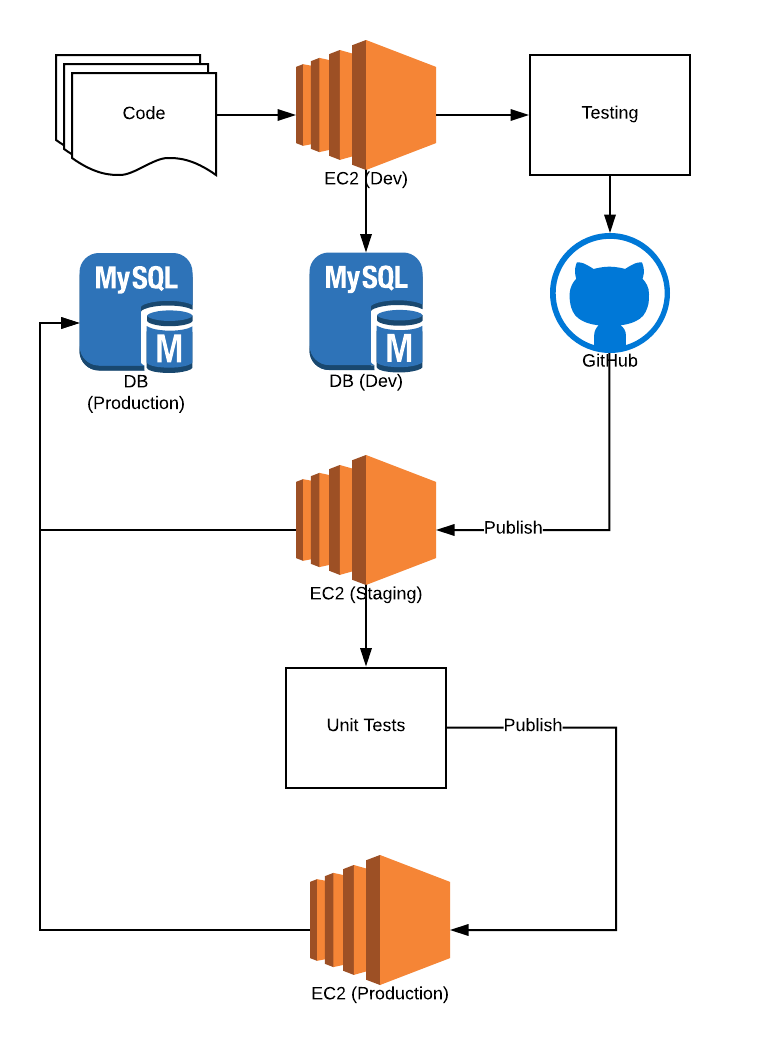 Code
EC2 (Dev)
Testing
MySQL
M
DB
(Production)
MySQL
M
DB (Dev)
GitHub
Publish
EC2 (Staging)
Unit Tests
Publish
EC2 (Production)